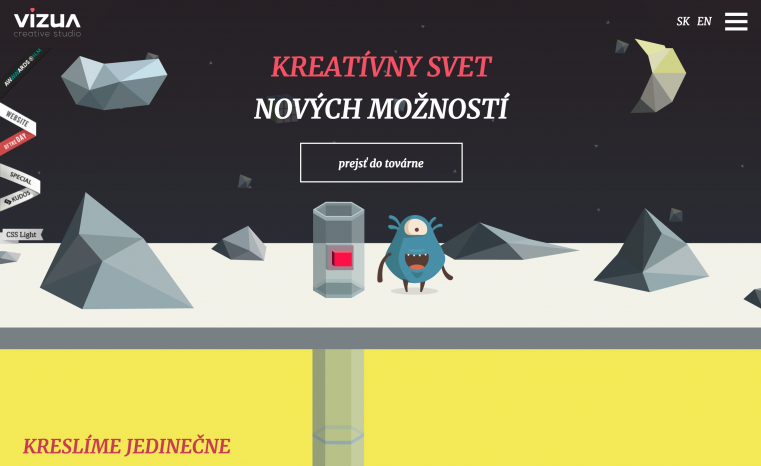 vizua
creative studio
SK EN
AWWWARDS
KREATÍVNY SVET
NOVÝCH MOŽNOSTÍ
WEBSITE
OF THE DAY
prejsť do továrne
SPECIAL
KUDOS
CSS Light
KRESLÍME JEDINEČNE